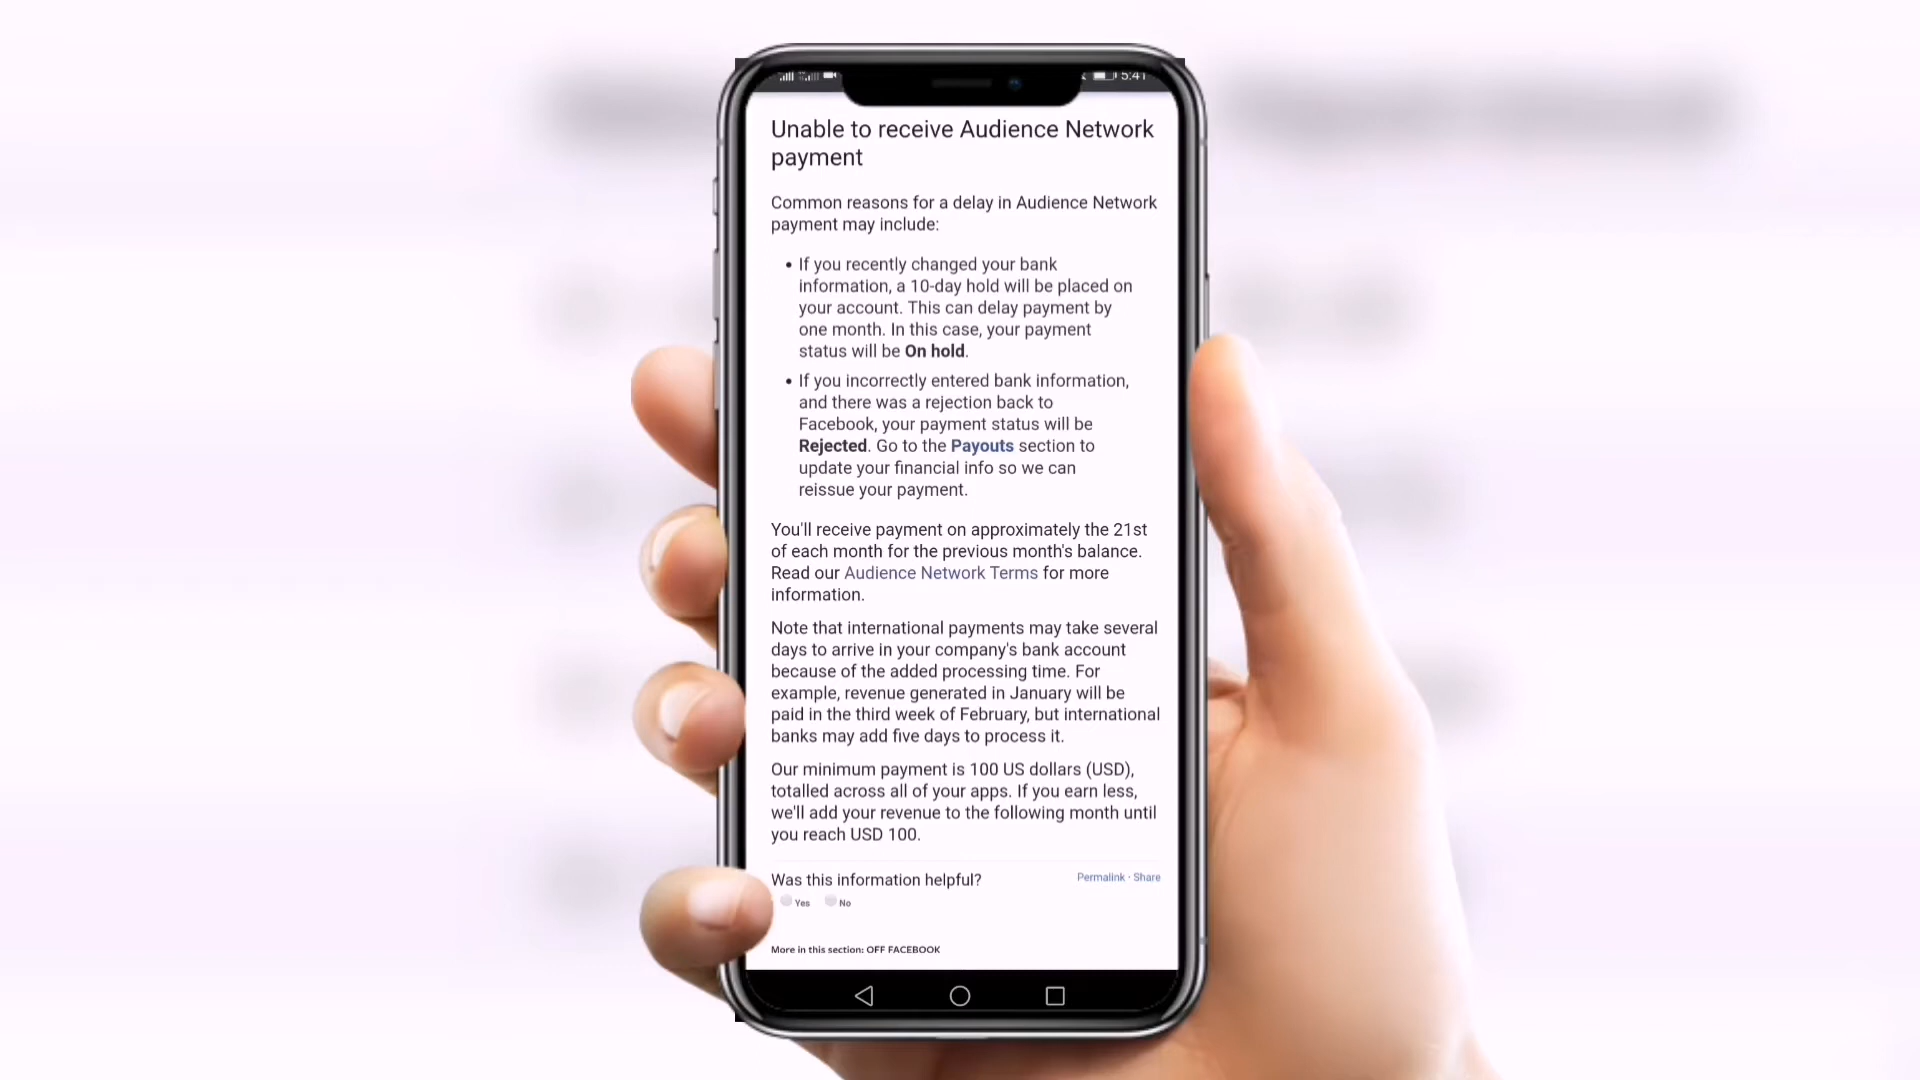 5:41
Unable to receive Audience Network
payment
Common reasons for a delay in Audience Network
payment may include:
• If you recently changed your bank
information, a 10-day hold will be placed on
your account. This can delay payment by
one month. In this case, your payment
status will be On hold.
• If you incorrectly entered bank information,
and there was a rejection back to
Facebook, your payment status will be
Rejected. Go to the Payouts section to
update your financial info so we can
reissue your payment.
You'll receive payment on approximately the 21st
of each month for the previous month's balance.
Read our Audience Network Terms for more
information.
Note that international payments may take several
days to arrive in your company's bank account
because of the added processing time. For
example, revenue generated in January will be
paid in the third week of February, but international
banks may add five days to process it.
Our minimum payment is 100 US dollars (USD),
totalled across all of your apps. If you earn less,
we'll add your revenue to the following month until
you reach USD 100.
Was this information helpful?
Permalink · Share
Yes No
More in this section: OFF FACEBOOK